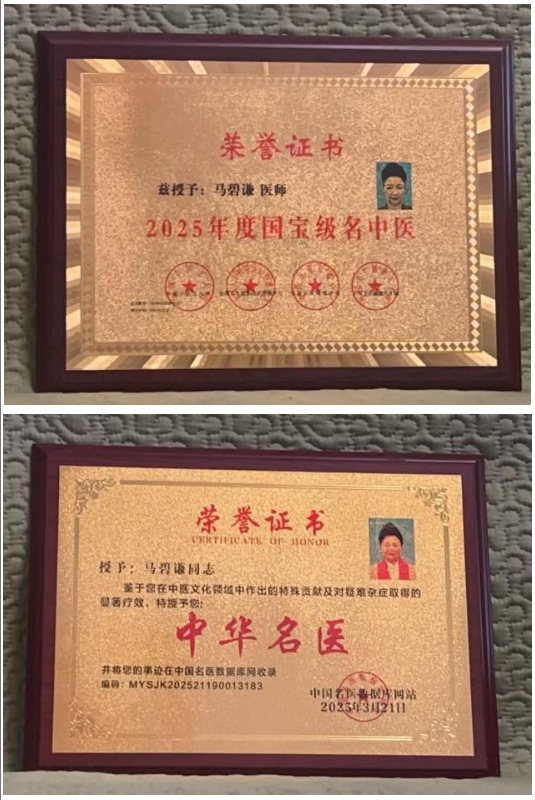 荣誉证书
兹授予：马碧谦 医师
2025年度国宝级名中医
荣誉证书
CERTIFICATE OF HONOR
授予：马碧谦同志
鉴于您在中医文化领域中作出的特殊贡献及对疑难杂症取得的
显著疗效、特授予您：
中华名医
并将您的事迹在中国名医数据库网收录
编码：MYSJK202521190013183
中国名医数据库网站
2025年3月21日